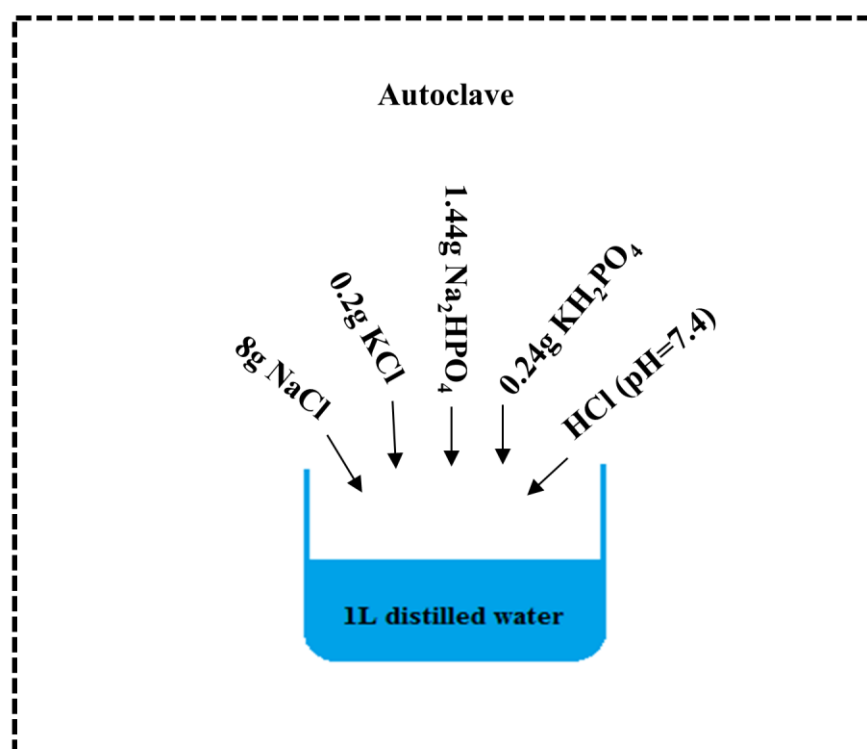 Autoclave
8g NaCl
0.2g KCl
1.44g Na₂HPO₄
0.24g KH₂PO₄
HCl (pH=7.4)
1L distilled water